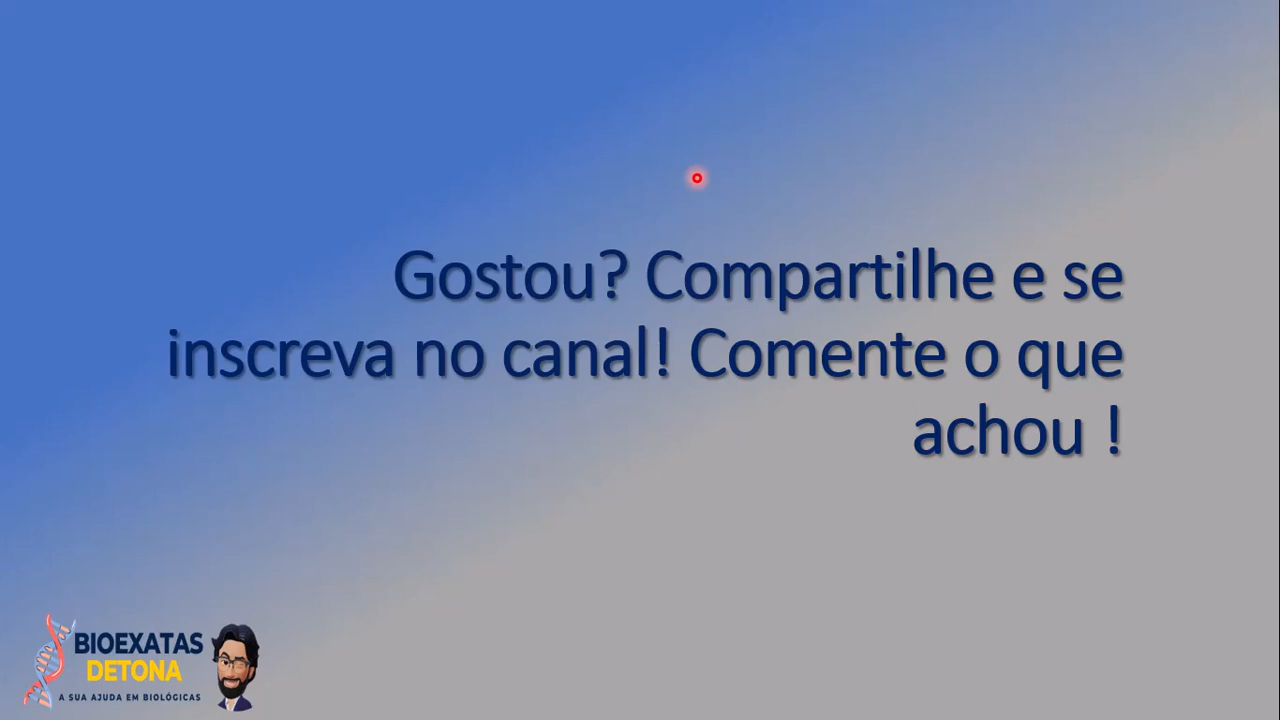 Gostou? Compartilhe e se
inscreva no canal! Comente o que
achou !
BIOEXATAS
DETONA
A SUA AJUDA EM BIOLÓGICAS